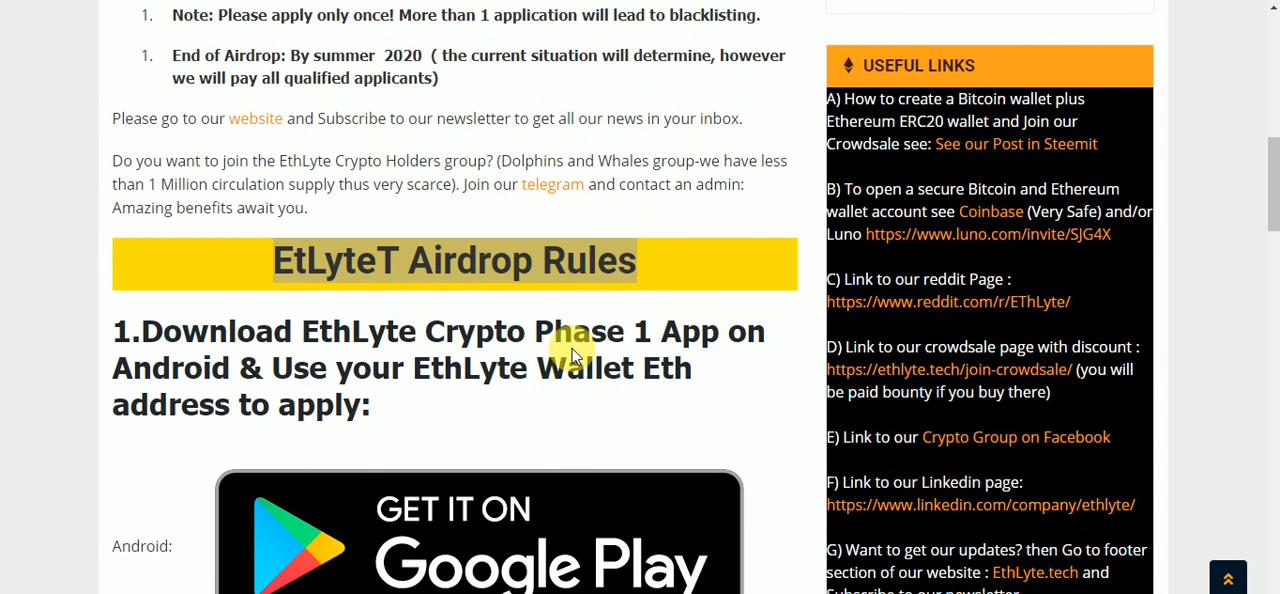 1. Note: Please apply only once! More than 1 application will lead to blacklisting.
1. End of Airdrop: By summer  2020  ( the current situation will determine, however
we will pay all qualified applicants)
Please go to our website and Subscribe to our newsletter to get all our news in your inbox.
Do you want to join the EthLyte Crypto Holders group? (Dolphins and Whales group-we have less
than 1 Million circulation supply thus very scarce). Join our telegram and contact an admin:
Amazing benefits await you.
EtLyteT Airdrop Rules
1.Download EthLyte Crypto Phase 1 App on
Android & Use your EthLyte Wallet Eth
address to apply:
Android:
GET IT ON
Google Play
USEFUL LINKS
A) How to create a Bitcoin wallet plus
Ethereum ERC20 wallet and Join our
Crowdsale see: See our Post in Steemit
B) To open a secure Bitcoin and Ethereum
wallet account see Coinbase (Very Safe) and/or
Luno https://www.luno.com/invite/SJG4X
C) Link to our reddit Page :
https://www.reddit.com/r/EThLyte/
D) Link to our crowdsale page with discount :
https://ethlyte.tech/join-crowdsale/ (you will
be paid bounty if you buy there)
E) Link to our Crypto Group on Facebook
F) Link to our Linkedin page:
https://www.linkedin.com/company/ethlyte/
G) Want to get our updates? then Go to footer
section of our website : EthLyte.tech and
Subscribe to our newsletter